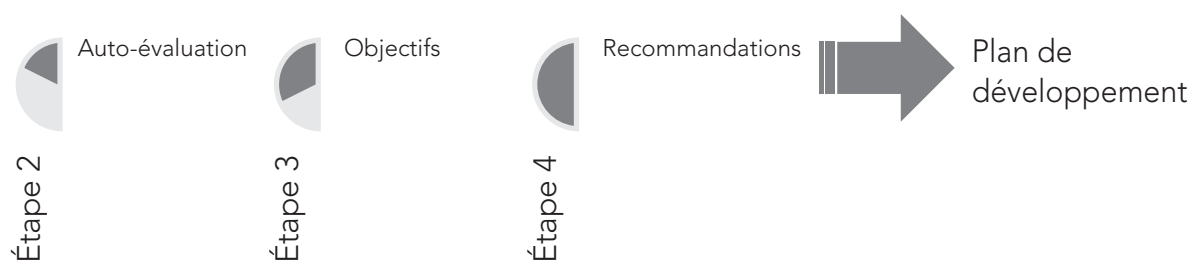 Auto-évaluation
Objectifs
Recommandations
Plan de
développement
Étape 2
Étape 3
Étape 4